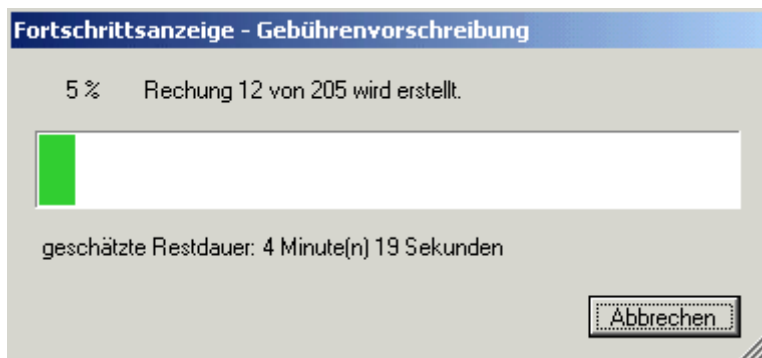 Fortschrittsanzeige - Gebührenvorschreibung
5 % Rechung 12 von 205 wird erstellt.
geschätzte Restdauer: 4 Minute(n) 19 Sekunden
Abbrechen